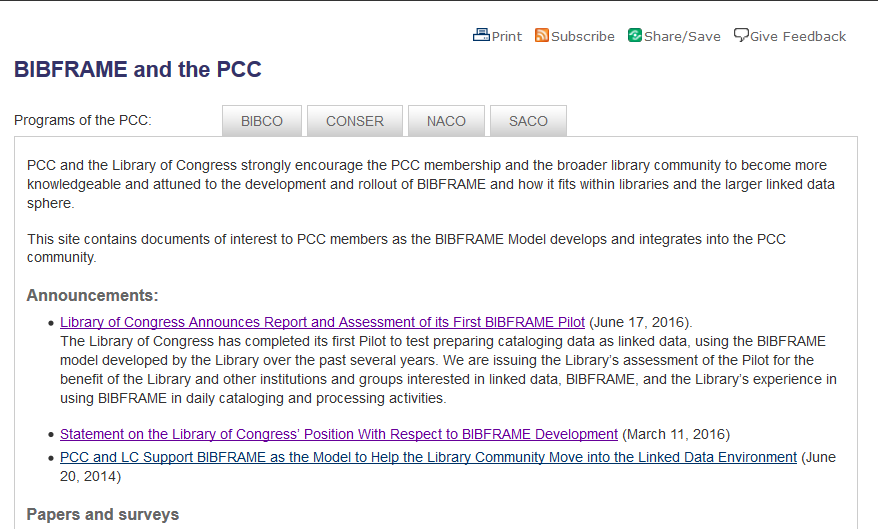 Print Subscribe Share/Save Give Feedback
BIBFRAME and the PCC
Programs of the PCC: BIBCO CONSER NACO SACO
PCC and the Library of Congress strongly encourage the PCC membership and the broader library community to become more
knowledgeable and attuned to the development and rollout of BIBFRAME and how it fits within libraries and the larger linked data
sphere.
This site contains documents of interest to PCC members as the BIBFRAME Model develops and integrates into the PCC
community.
Announcements:
• Library of Congress Announces Report and Assessment of its First BIBFRAME Pilot (June 17, 2016).
The Library of Congress has completed its first Pilot to test preparing cataloging data as linked data, using the BIBFRAME
model developed by the Library over the past several years. We are issuing the Library's assessment of the Pilot for the
benefit of the Library and other institutions and groups interested in linked data, BIBFRAME, and the Library's experience in
using BIBFRAME in daily cataloging and processing activities.
• Statement on the Library of Congress' Position With Respect to BIBFRAME Development (March 11, 2016)
• PCC and LC Support BIBFRAME as the Model to Help the Library Community Move into the Linked Data Environment (June
20, 2014)
Papers and surveys